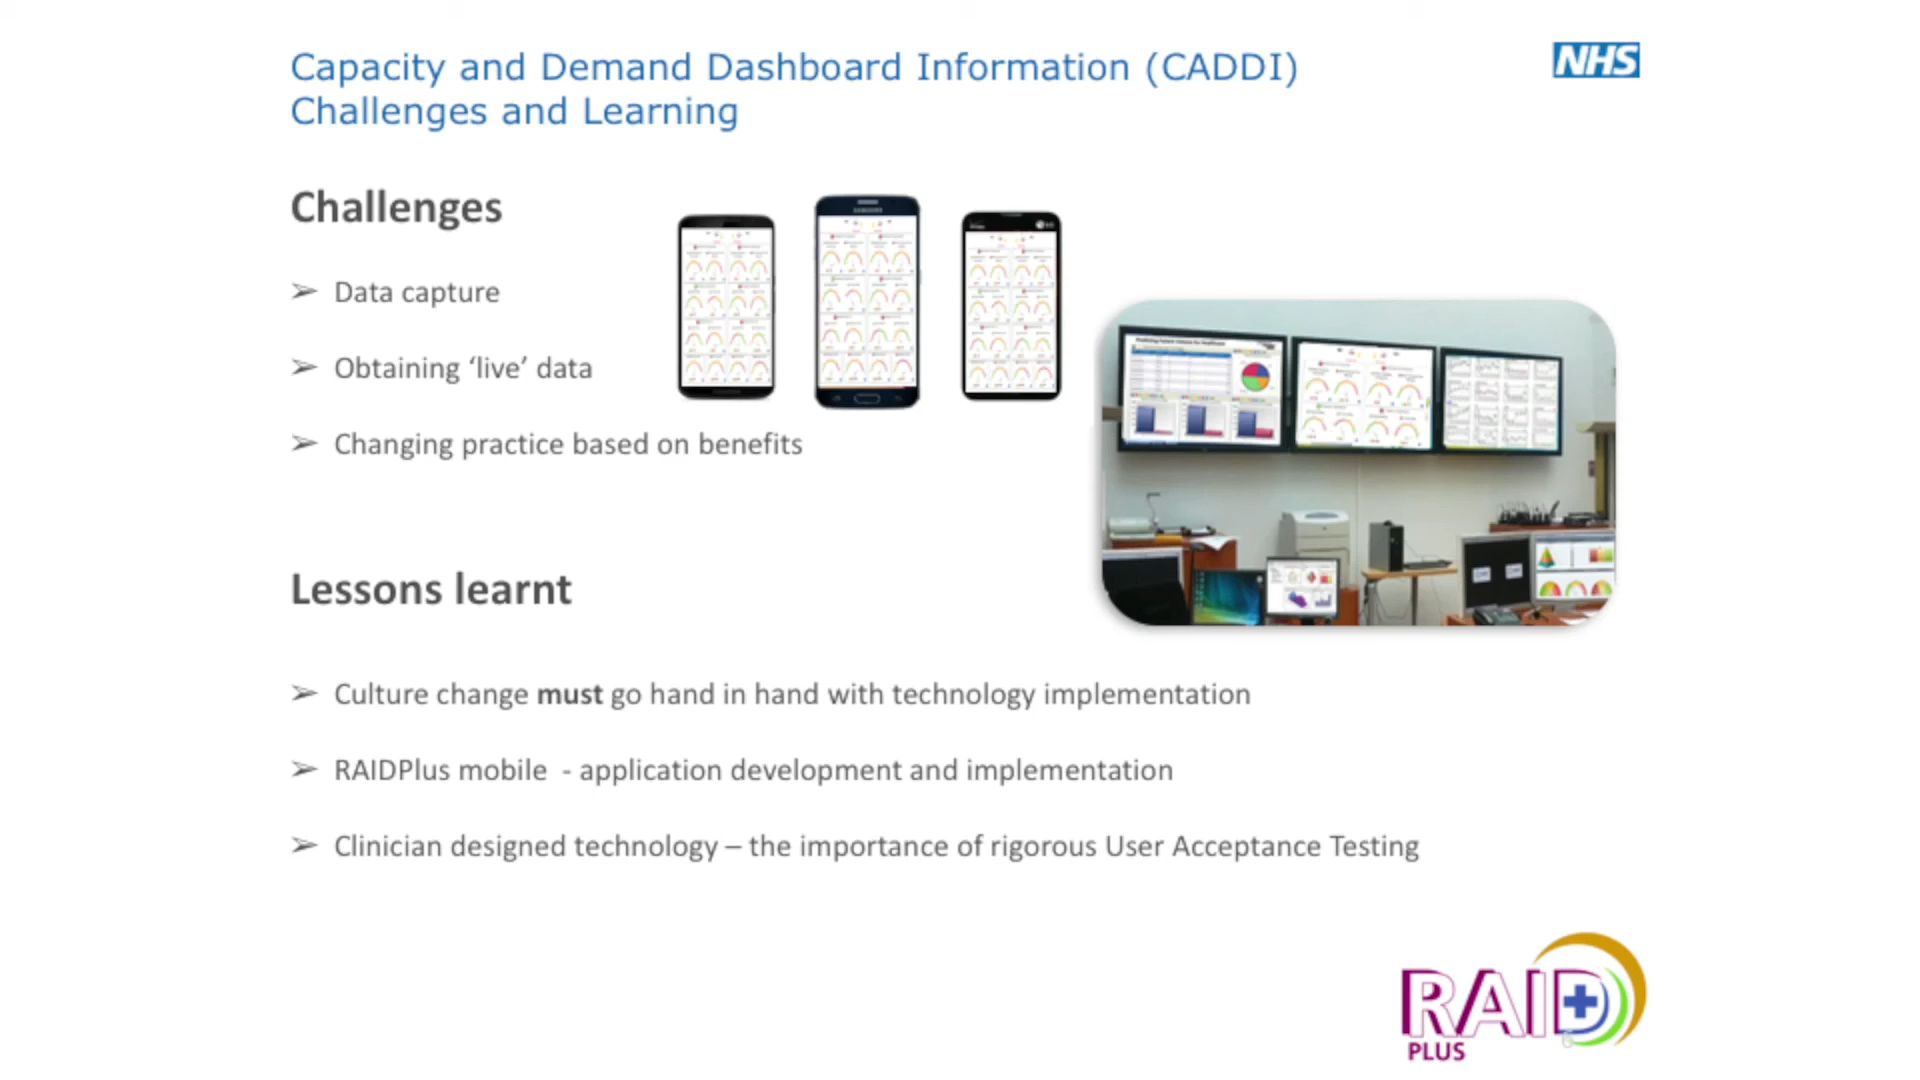 Capacity and Demand Dashboard Information (CADDI)
Challenges and Learning
NHS
Challenges
➢ Data capture
➢ Obtaining ‘live’ data
➢ Changing practice based on benefits
Lessons learnt
➢ Culture change must go hand in hand with technology implementation
➢ RAIDPlus mobile  - application development and implementation
➢ Clinician designed technology – the importance of rigorous User Acceptance Testing
RAID
PLUS
6